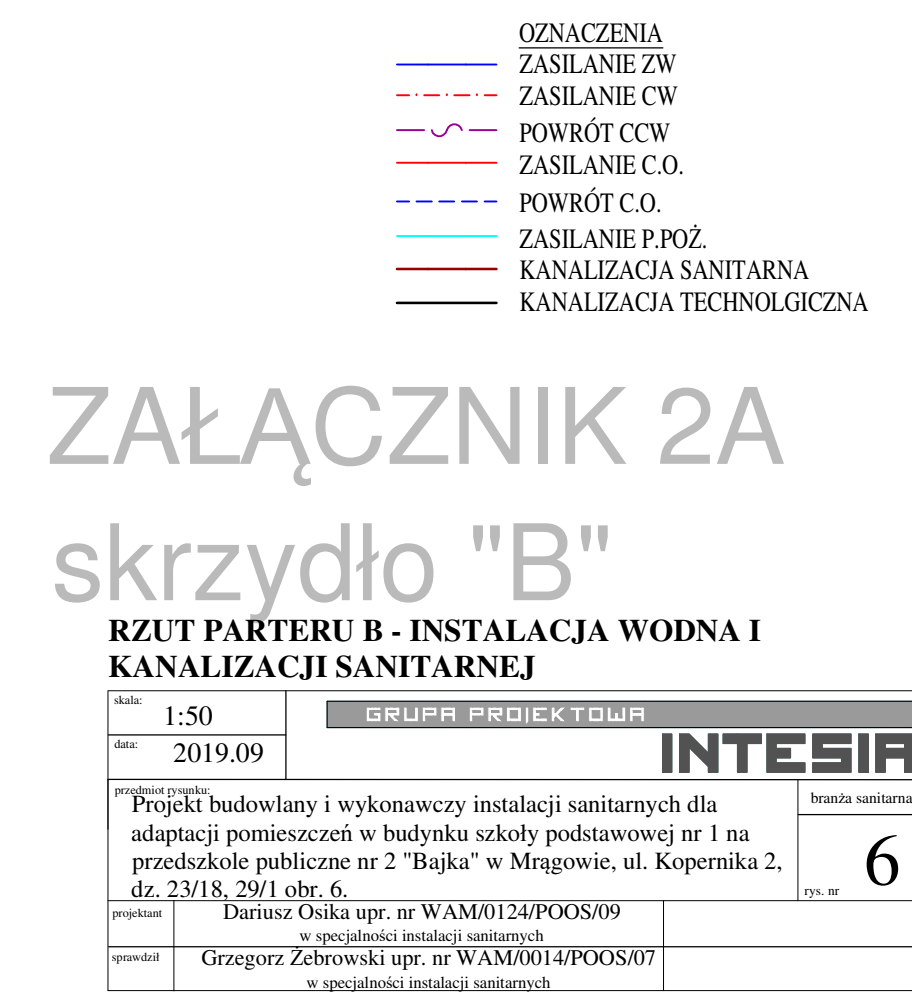 OZNACZENIA
ZASILANIE ZW
ZASILANIE CW
POWRÓT CCW
ZASILANIE C.O.
POWRÓT C.O.
ZASILANIE P.POŻ.
KANALIZACJA SANITARNA
KANALIZACJA TECHNOLGICZNA
ZAŁĄCZNIK 2A
skrzydło "B"
RZUT PARTERU B - INSTALACJA WODNA I
KANALIZACJI SANITARNEJ
skala:
1:50
GRUPA PROJEKTOWA
data:
2019.09
INTESIA
przedmiot rysunku:
Projekt budowlany i wykonawczy instalacji sanitarnych dla
adaptacji pomieszczeń w budynku szkoły podstawowej nr 1 na
przedszkole publiczne nr 2 "Bajka" w Mrągowie, ul. Kopernika 2,
dz. 23/18, 29/1 obr. 6.
branża sanitarna
rys. nr 6
projektant
Dariusz Osika upr. nr WAM/0124/POOS/09
w specjalności instalacji sanitarnych
sprawdził
Grzegorz Żebrowski upr. nr WAM/0014/POOS/07
w specjalności instalacji sanitarnych